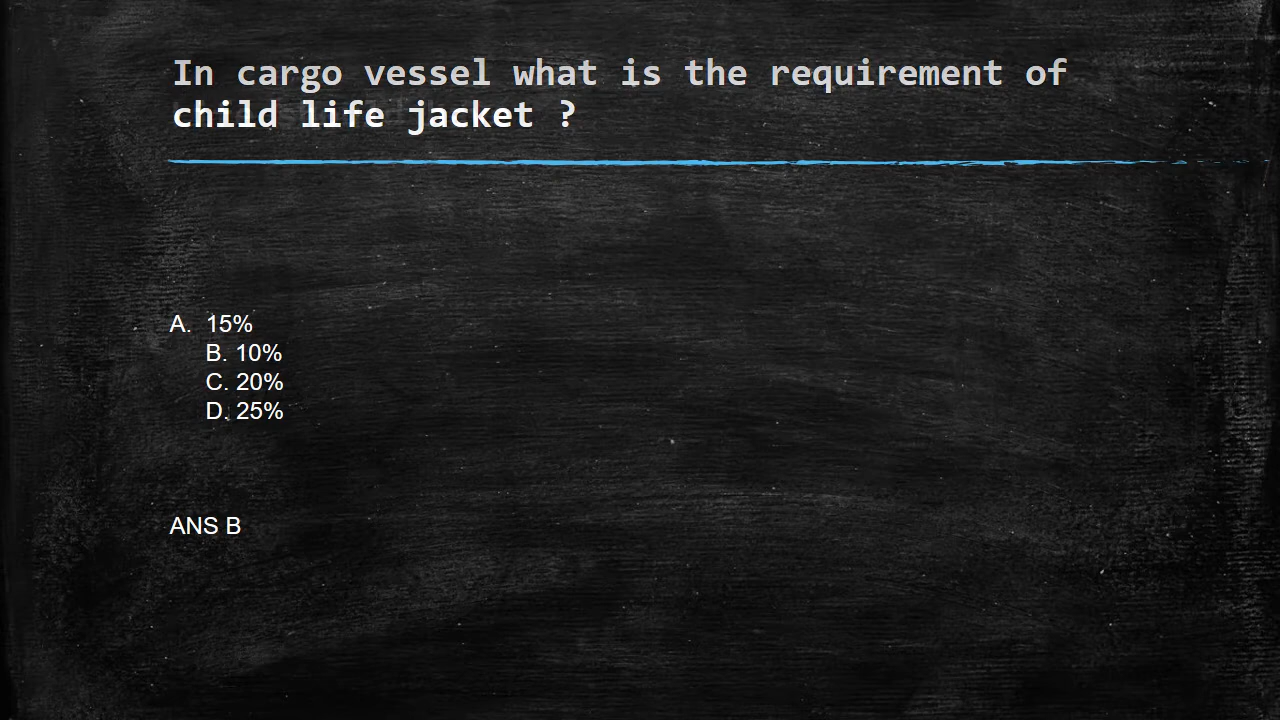 In cargo vessel what is the requirement of
child life jacket ?
A. 15%
B. 10%
C. 20%
D. 25%
ANS B